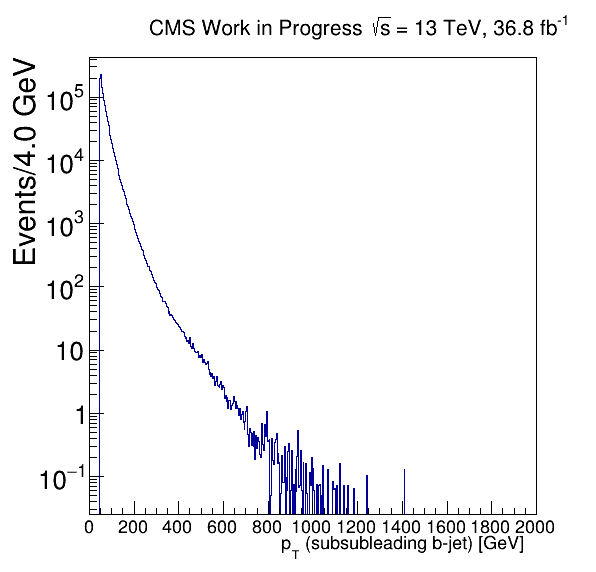 CMS Work in Progress √s = 13 TeV, 36.8 fb⁻¹
Events/4.0 GeV
10⁵
10⁴
10³
10²
10
1
10⁻¹
0 200 400 600 800 1000 1200 1400 1600 1800 2000
p_T (subsubleading b-jet) [GeV]